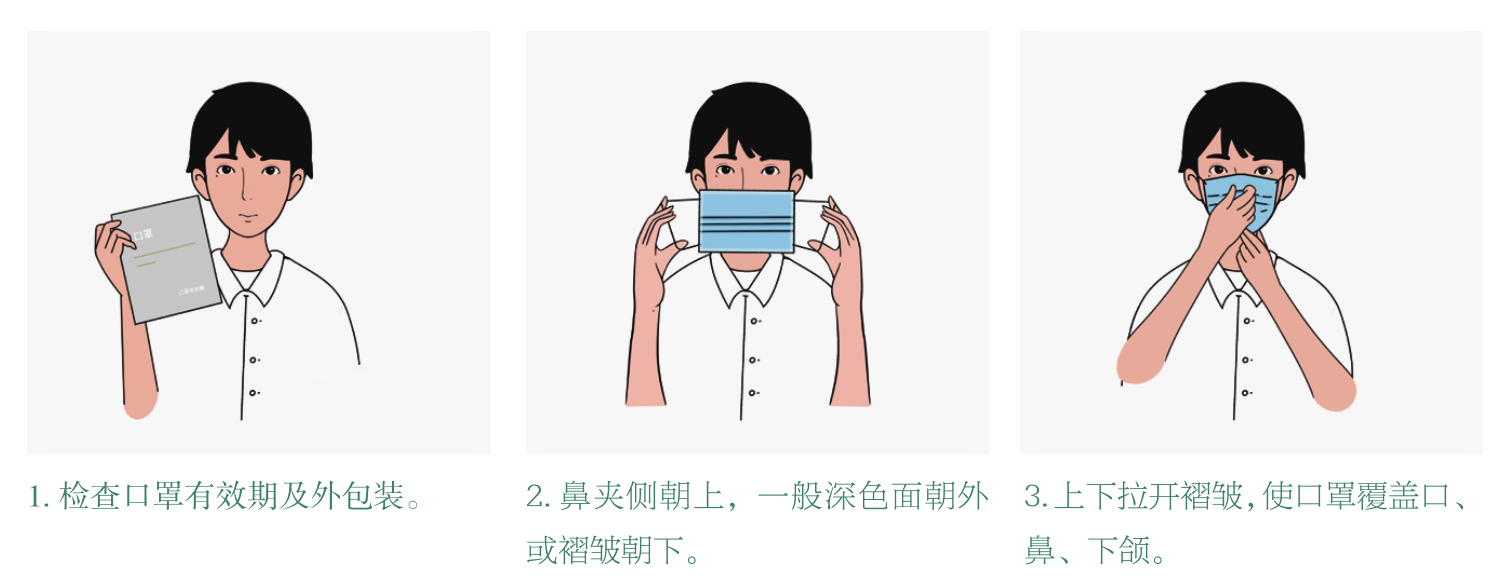 口罩
1. 检查口罩有效期及外包装。
2. 鼻夹侧朝上，一般深色面朝外
或褶皱朝下。
3.上下拉开褶皱,使口罩覆盖口、
鼻、下颌。